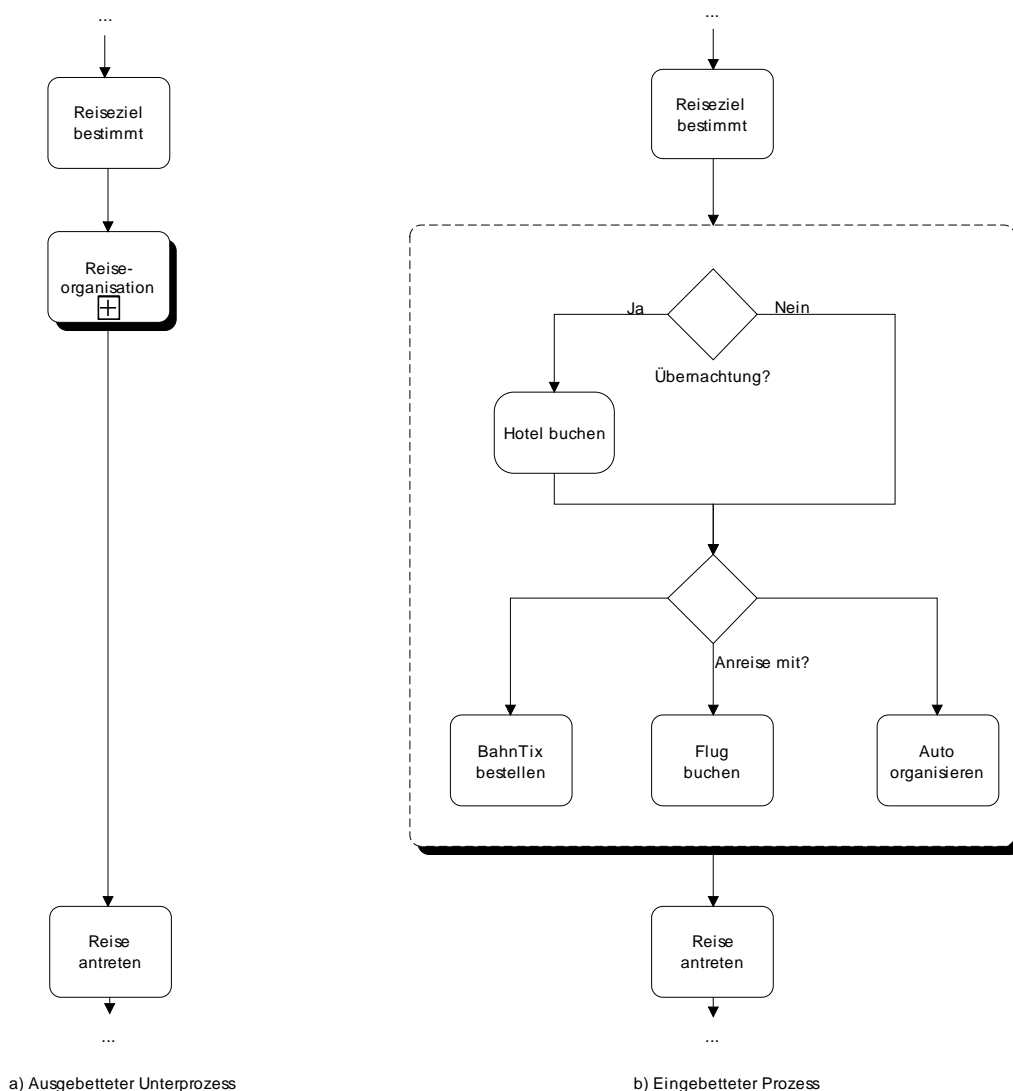 ...
Reiseziel
bestimmt
Reise-
organisation
Reise
antreten
...
a) Ausgebetteter Unterprozess
...
Reiseziel
bestimmt
Ja
Nein
Übernachtung?
Hotel buchen
Anreise mit?
BahnTix
bestellen
Flug
buchen
Auto
organisieren
Reise
antreten
...
b) Eingebetteter Prozess